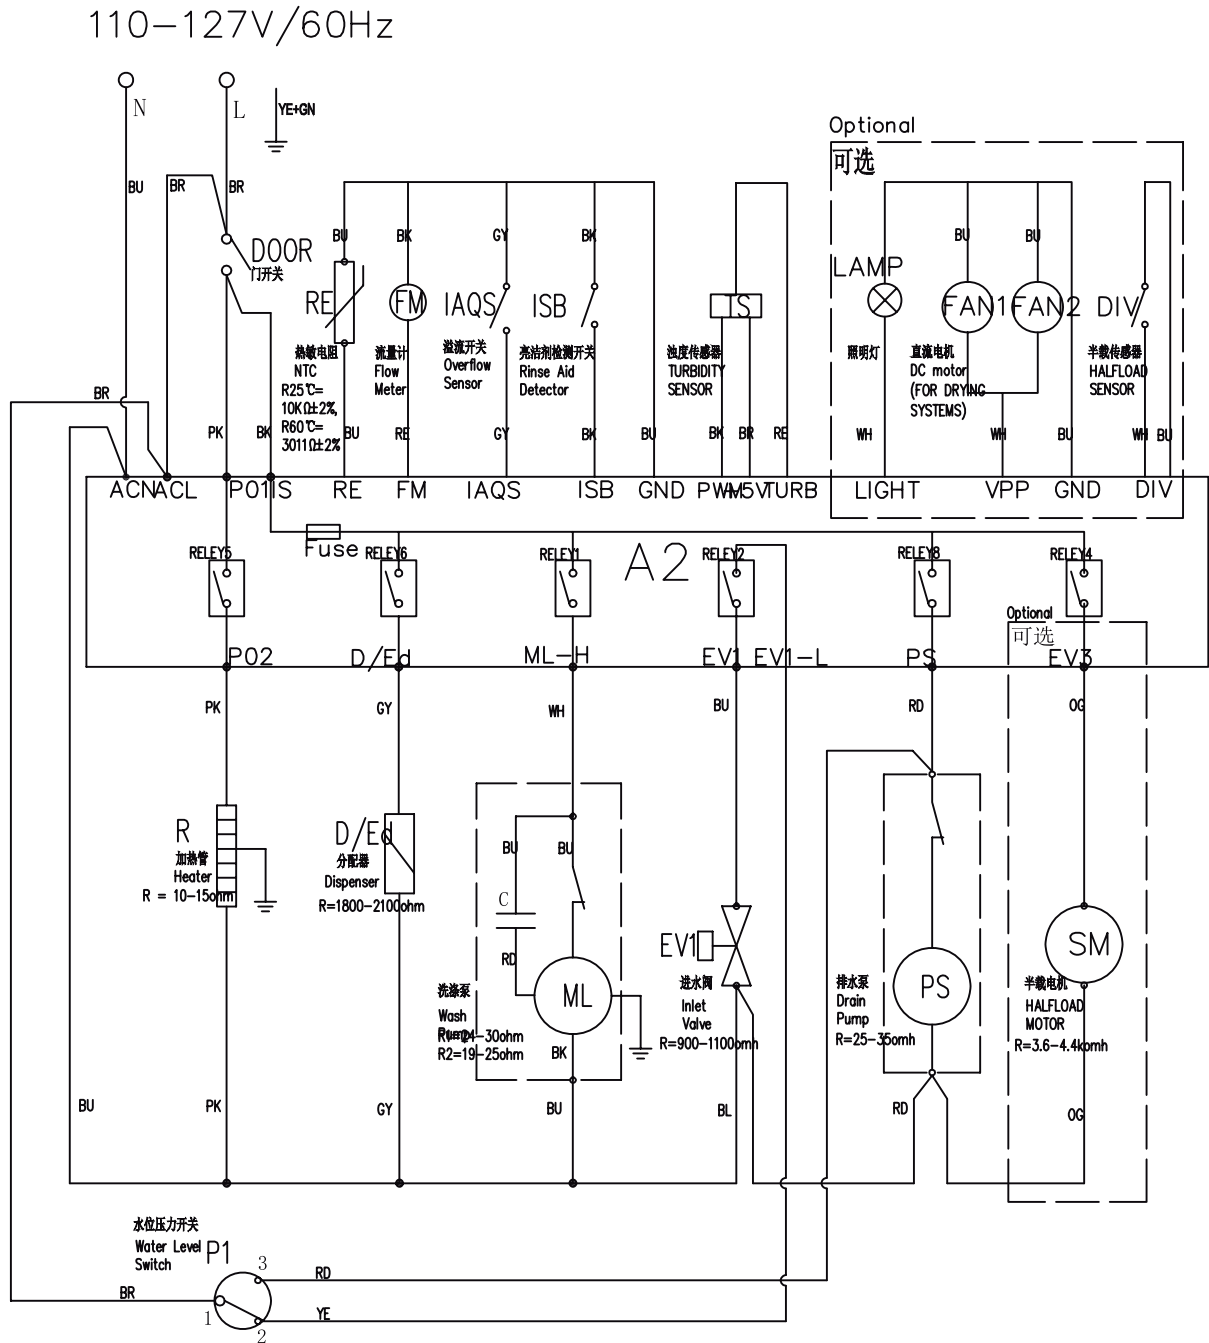 110-127V/60Hz
N
L
YE+GN
Optional
可选
BU
BR
BR
DOOR
门开关
BU
BK
GY
BK
BU
BU
LAMP
RE
FM
IAQS
ISB
TS
FAN1
FAN2
DIV
热敏电阻
NTC
R25℃=
10KΩ±2%,
R60℃=
3011Ω±2%
流量计
Flow
Meter
溢流开关
Overflow
Sensor
亮洁剂检测开关
Rinse Aid
Detector
浊度传感器
TURBIDITY
SENSOR
照明灯
直流电机
DC motor
(FOR DRYING
SYSTEMS)
半载传感器
HALFLOAD
SENSOR
BR
PK
BK
BU
RE
GY
BK
BU
BK
BR
RE
WH
WH
BU
WH
BU
ACN
ACL
P01
IS
RE
FM
IAQS
ISB
GND
PWM
+5V
TURB
LIGHT
VPP
GND
DIV
Fuse
A2
RELEY5
RELEY6
RELEY1
RELEY2
RELEY8
RELEY4
Optional
可选
P02
D/Ed
ML-H
EV1
EV1-L
PS
EV3
PK
GY
WH
BU
RD
OG
R
加热管
Heater
R = 10-15ohm
D/Ed
分配器
Dispenser
R=1800-2100ohm
BU
BU
C
RD
ML
洗涤泵
Wash
Pump
R1=24-30ohm
R2=19-25ohm
BK
EV1
进水阀
Inlet
Valve
R=900-1100omh
PS
排水泵
Drain
Pump
R=25-35omh
SM
半载电机
HALFLOAD
MOTOR
R=3.6-4.4komh
BU
PK
GY
BU
BL
RD
OG
水位压力开关
Water Level
Switch
P1
3
RD
BR
1
2
YE